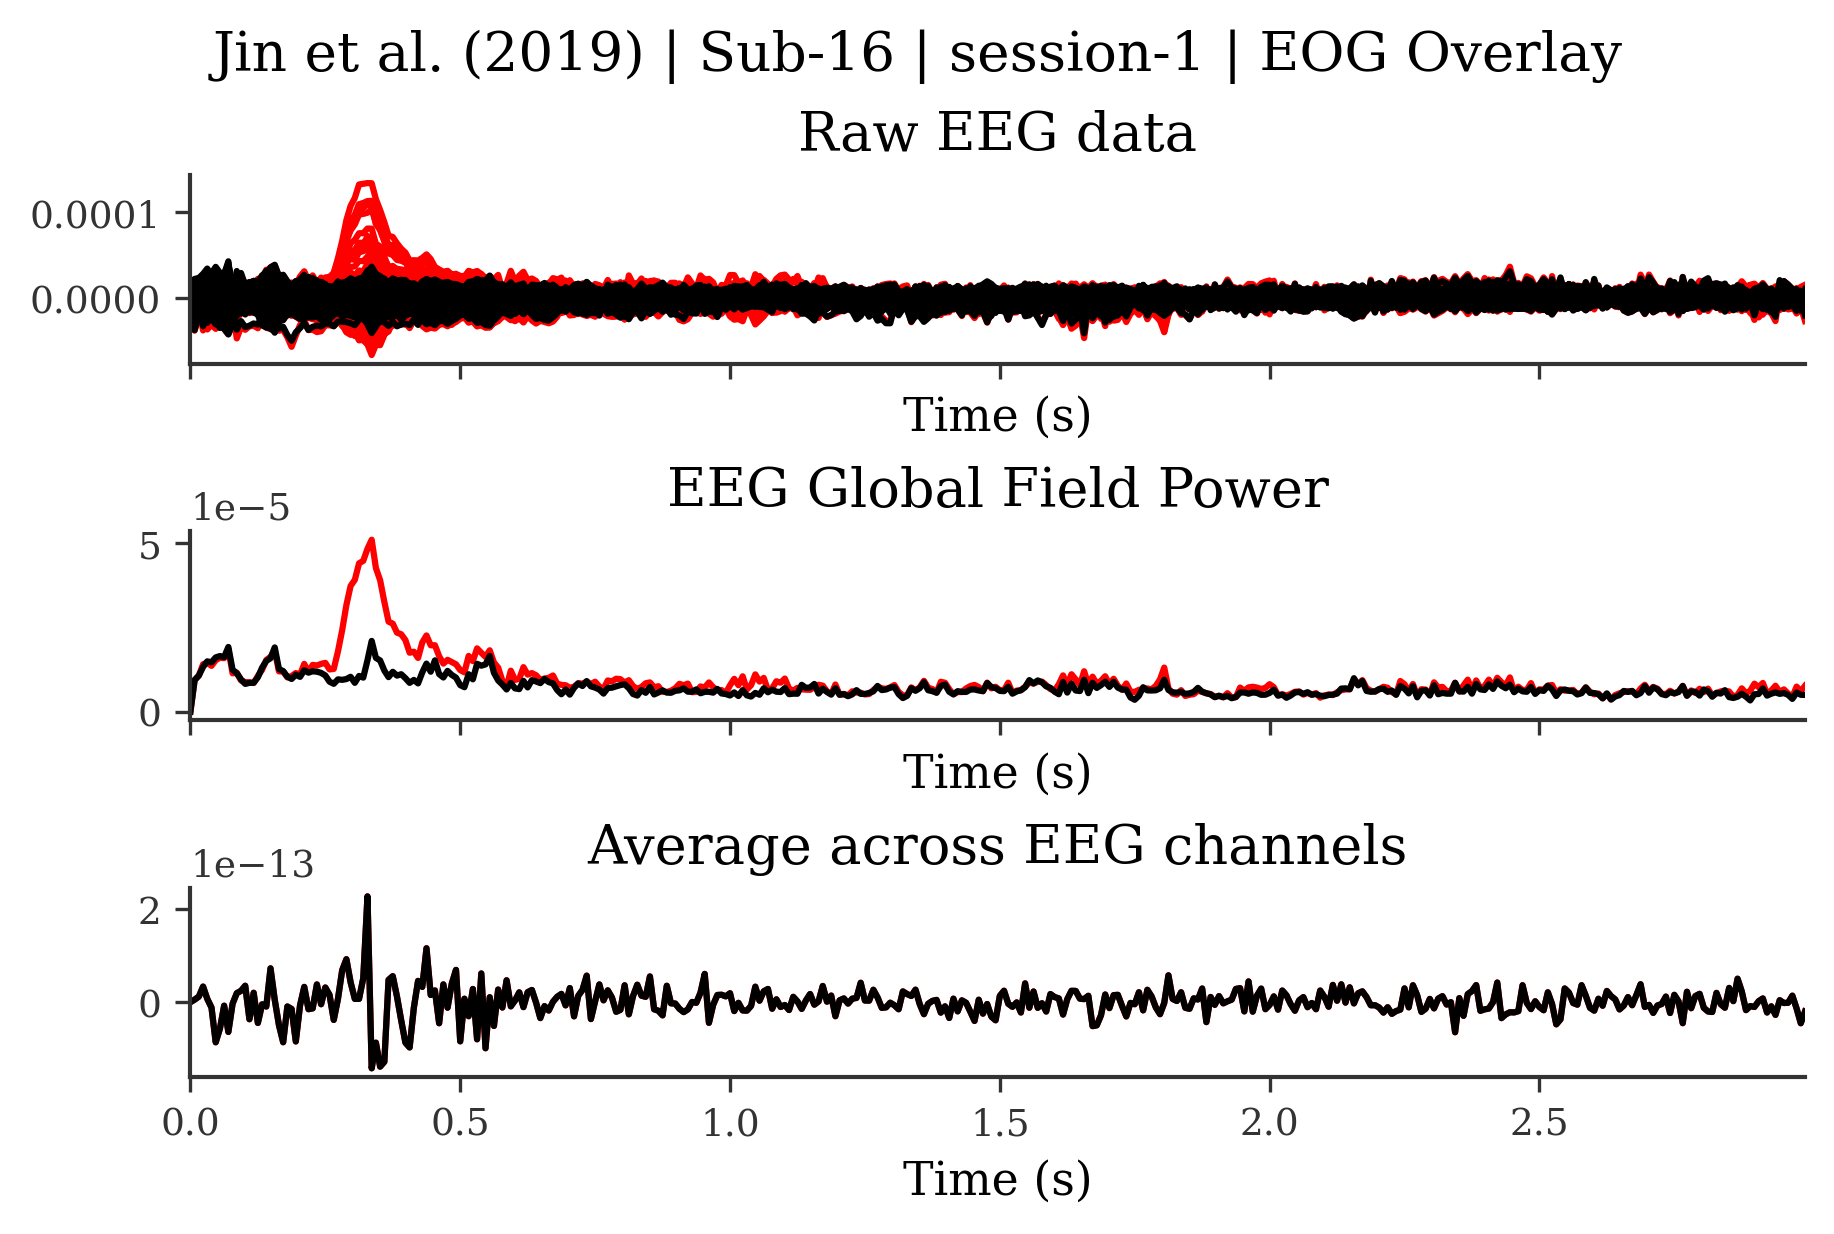 Jin et al. (2019) | Sub-16 | session-1 | EOG Overlay
Raw EEG data
0.0001
0.0000
Time (s)
EEG Global Field Power
1e−5
5
0
Time (s)
Average across EEG channels
1e−13
2
0
0.0 0.5 1.0 1.5 2.0 2.5
Time (s)